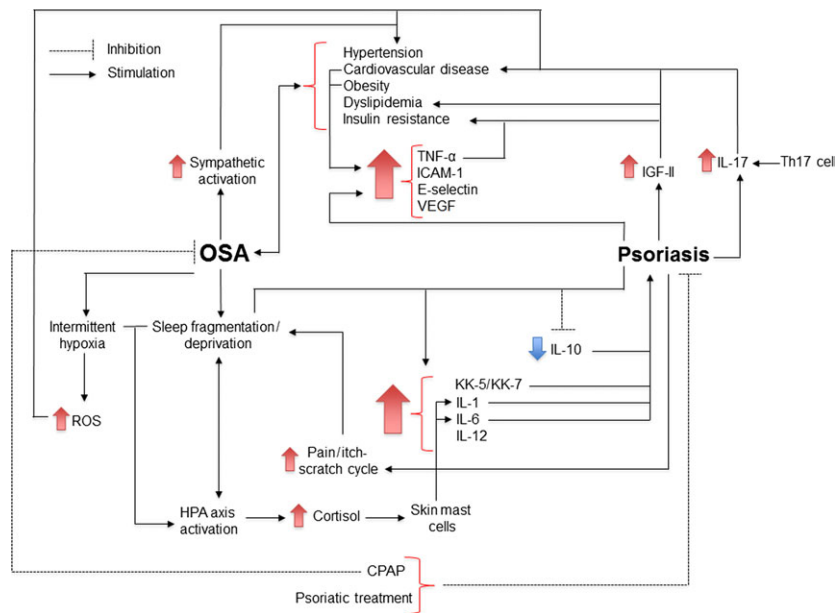 Inhibition
Stimulation
Hypertension
Cardiovascular disease
Obesity
Dyslipidemia
Insulin resistance
Sympathetic
activation
TNF-α
ICAM-1
E-selectin
VEGF
IGF-II
IL-17
Th17 cell
OSA
Psoriasis
Intermittent
hypoxia
Sleep fragmentation/
deprivation
IL-10
KK-5/KK-7
IL-1
IL-6
IL-12
ROS
Pain/itch-
scratch cycle
HPA axis
activation
Cortisol
Skin mast
cells
CPAP
Psoriatic treatment